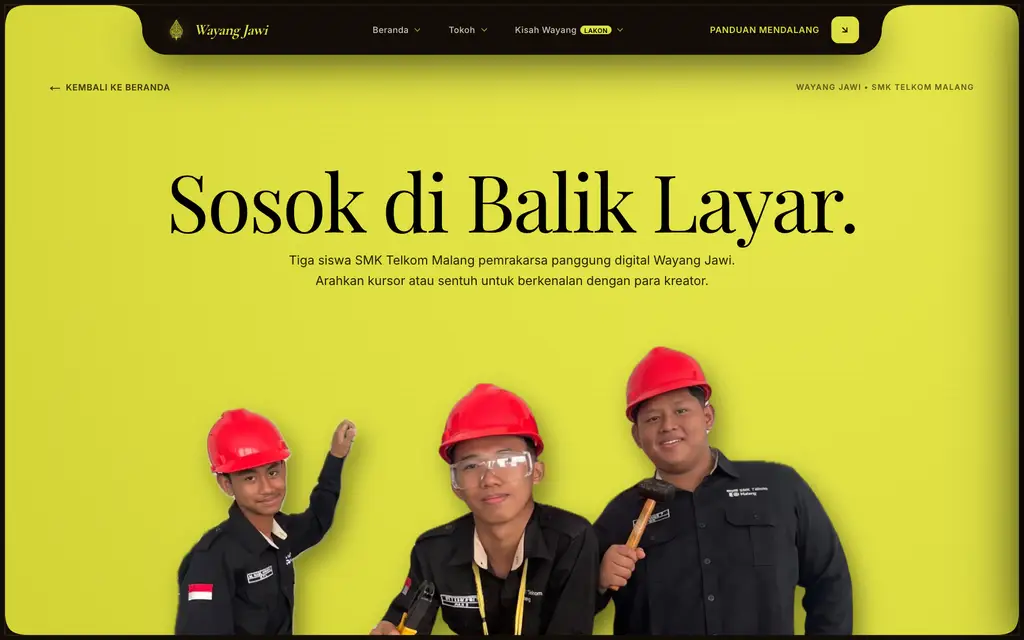 Wayang Jawi
Beranda
Tokoh
Kisah Wayang LAKON
PANDUAN MENDALANG
← KEMBALI KE BERANDA
WAYANG JAWI • SMK TELKOM MALANG
Sosok di Balik Layar.
Tiga siswa SMK Telkom Malang pemrakarsa panggung digital Wayang Jawi.
Arahkan kursor atau sentuh untuk berkenalan dengan para kreator.